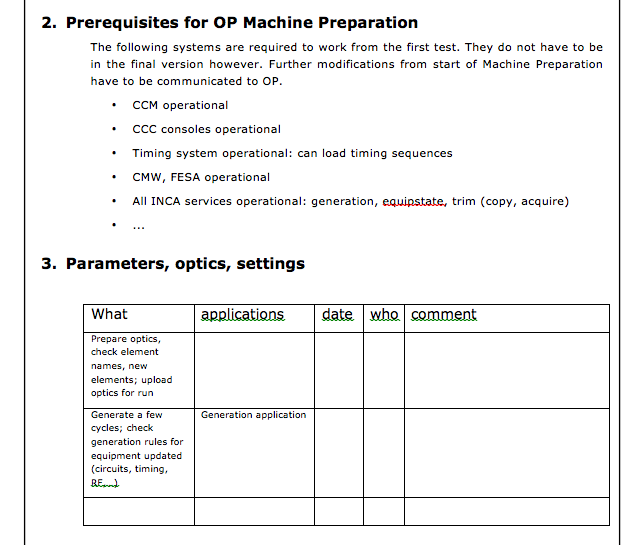 2. Prerequisites for OP Machine Preparation
The following systems are required to work from the first test. They do not have to be
in the final version however. Further modifications from start of Machine Preparation
have to be communicated to OP.
• CCM operational
• CCC consoles operational
• Timing system operational: can load timing sequences
• CMW, FESA operational
• All INCA services operational: generation, equipstate, trim (copy, acquire)
• ...
3. Parameters, optics, settings
What applications date who comment
Prepare optics,
check element
names, new
elements; upload
optics for run
Generate a few Generation application
cycles; check
generation rules for
equipment updated
(circuits, timing,
RF...)